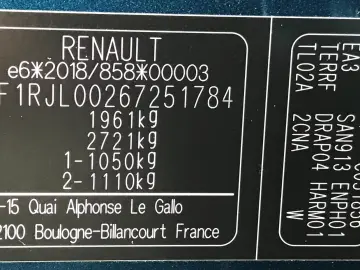 RENAULT
e6*2018/858*00003
F1RJL00267251784
1961kg
2721kg
1-1050kg
2-1110kg
-15 Quai Alphonse Le Gallo
2100 Boulogne-Billancourt France
EA3
TERRF
TL02A
SAN913 ENPH01
DRAP04 HARM01
2CNA W